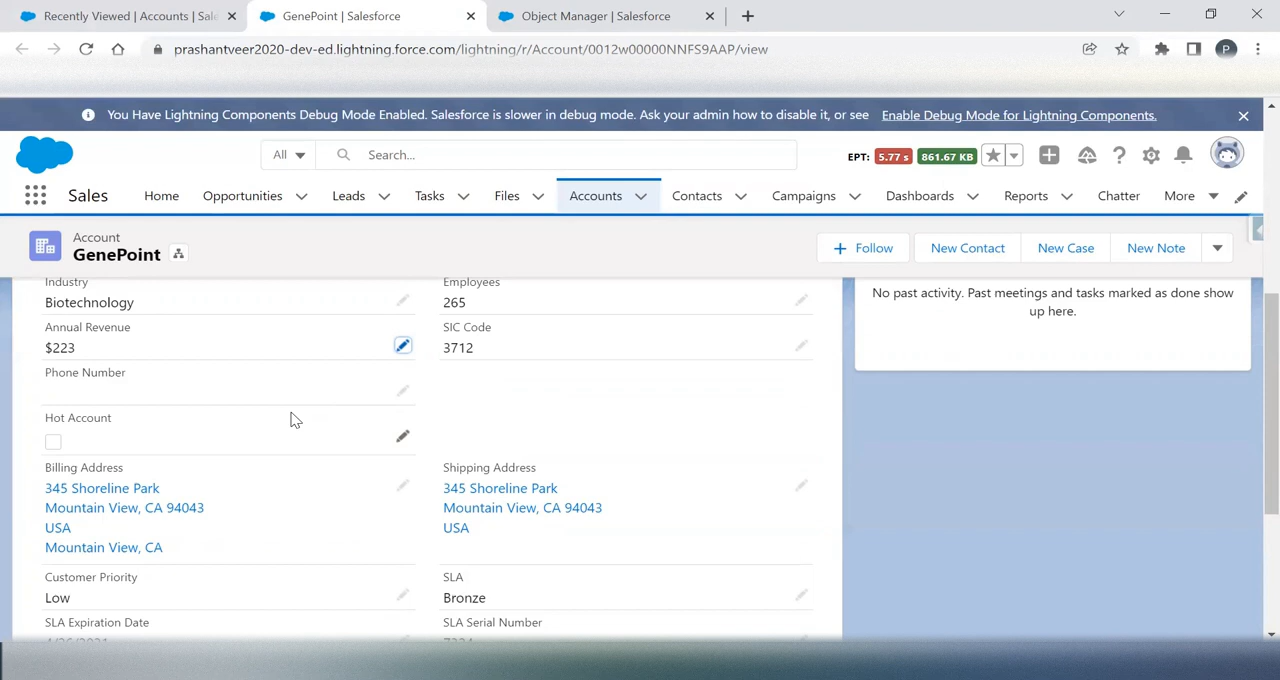 Recently Viewed | Accounts | Sal
GenePoint | Salesforce
Object Manager | Salesforce
prashantveer2020-dev-ed.lightning.force.com/lightning/r/Account/0012w00000NNFS9AAP/view
P
You Have Lightning Components Debug Mode Enabled. Salesforce is slower in debug mode. Ask your admin how to disable it, or see Enable Debug Mode for Lightning Components.
All
Search...
EPT: 5.77 s 861.67 KB
Sales Home Opportunities Leads Tasks Files Accounts Contacts Campaigns Dashboards Reports Chatter More
Account
GenePoint
Follow New Contact New Case New Note
Industry
Biotechnology
Employees
265
Annual Revenue
$223
SIC Code
3712
Phone Number
Hot Account
Billing Address
345 Shoreline Park
Mountain View, CA 94043
USA
Mountain View, CA
Shipping Address
345 Shoreline Park
Mountain View, CA 94043
USA
Customer Priority
Low
SLA
Bronze
SLA Expiration Date
SLA Serial Number
No past activity. Past meetings and tasks marked as done show
up here.